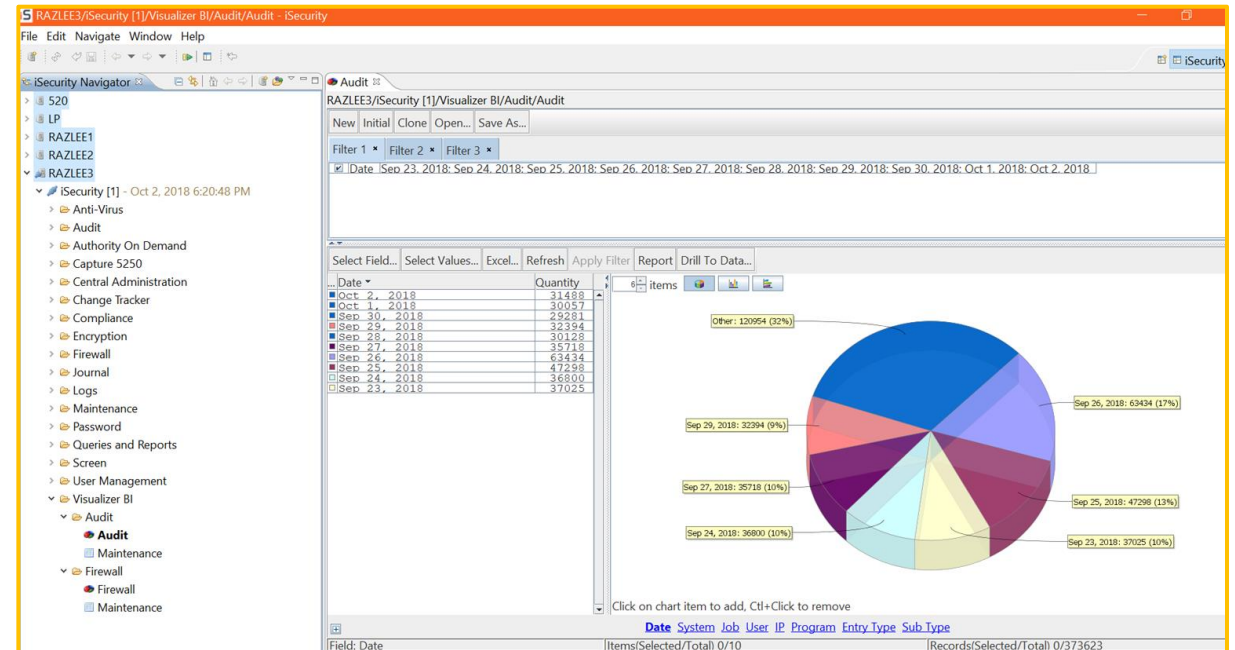 RAZLEE3/iSecurity [1]/Visualizer BI/Audit/Audit - iSecurity
File Edit Navigate Window Help
iSecurity
iSecurity Navigator
520
LP
RAZLEE1
RAZLEE2
RAZLEE3
iSecurity [1] - Oct 2, 2018 6:20:48 PM
Anti-Virus
Audit
Authority On Demand
Capture 5250
Central Administration
Change Tracker
Compliance
Encryption
Firewall
Journal
Logs
Maintenance
Password
Queries and Reports
Screen
User Management
Visualizer BI
Audit
Audit
Maintenance
Firewall
Firewall
Maintenance
Audit
RAZLEE3/iSecurity [1]/Visualizer BI/Audit/Audit
New Initial Clone Open... Save As...
Filter 1 Filter 2 Filter 3
Date Sep 23, 2018; Sep 24, 2018; Sep 25, 2018; Sep 26, 2018; Sep 27, 2018; Sep 28, 2018; Sep 29, 2018; Sep 30, 2018; Oct 1, 2018; Oct 2, 2018
Select Field... Select Values... Excel... Refresh Apply Filter Report Drill To Data...
... Date Quantity
Oct 2, 2018 31488
Oct 1, 2018 30057
Sep 30, 2018 29281
Sep 29, 2018 32394
Sep 28, 2018 30128
Sep 27, 2018 35718
Sep 26, 2018 63434
Sep 25, 2018 47298
Sep 24, 2018 36800
Sep 23, 2018 37025
6 items
Other: 120954 (32%)
Sep 26, 2018: 63434 (17%)
Sep 29, 2018: 32394 (9%)
Sep 27, 2018: 35718 (10%)
Sep 25, 2018: 47298 (13%)
Sep 24, 2018: 36800 (10%)
Sep 23, 2018: 37025 (10%)
Click on chart item to add, Ctl+Click to remove
Date System Job User IP Program Entry Type Sub Type
Field: Date Items(Selected/Total) 0/10 Records(Selected/Total) 0/373623